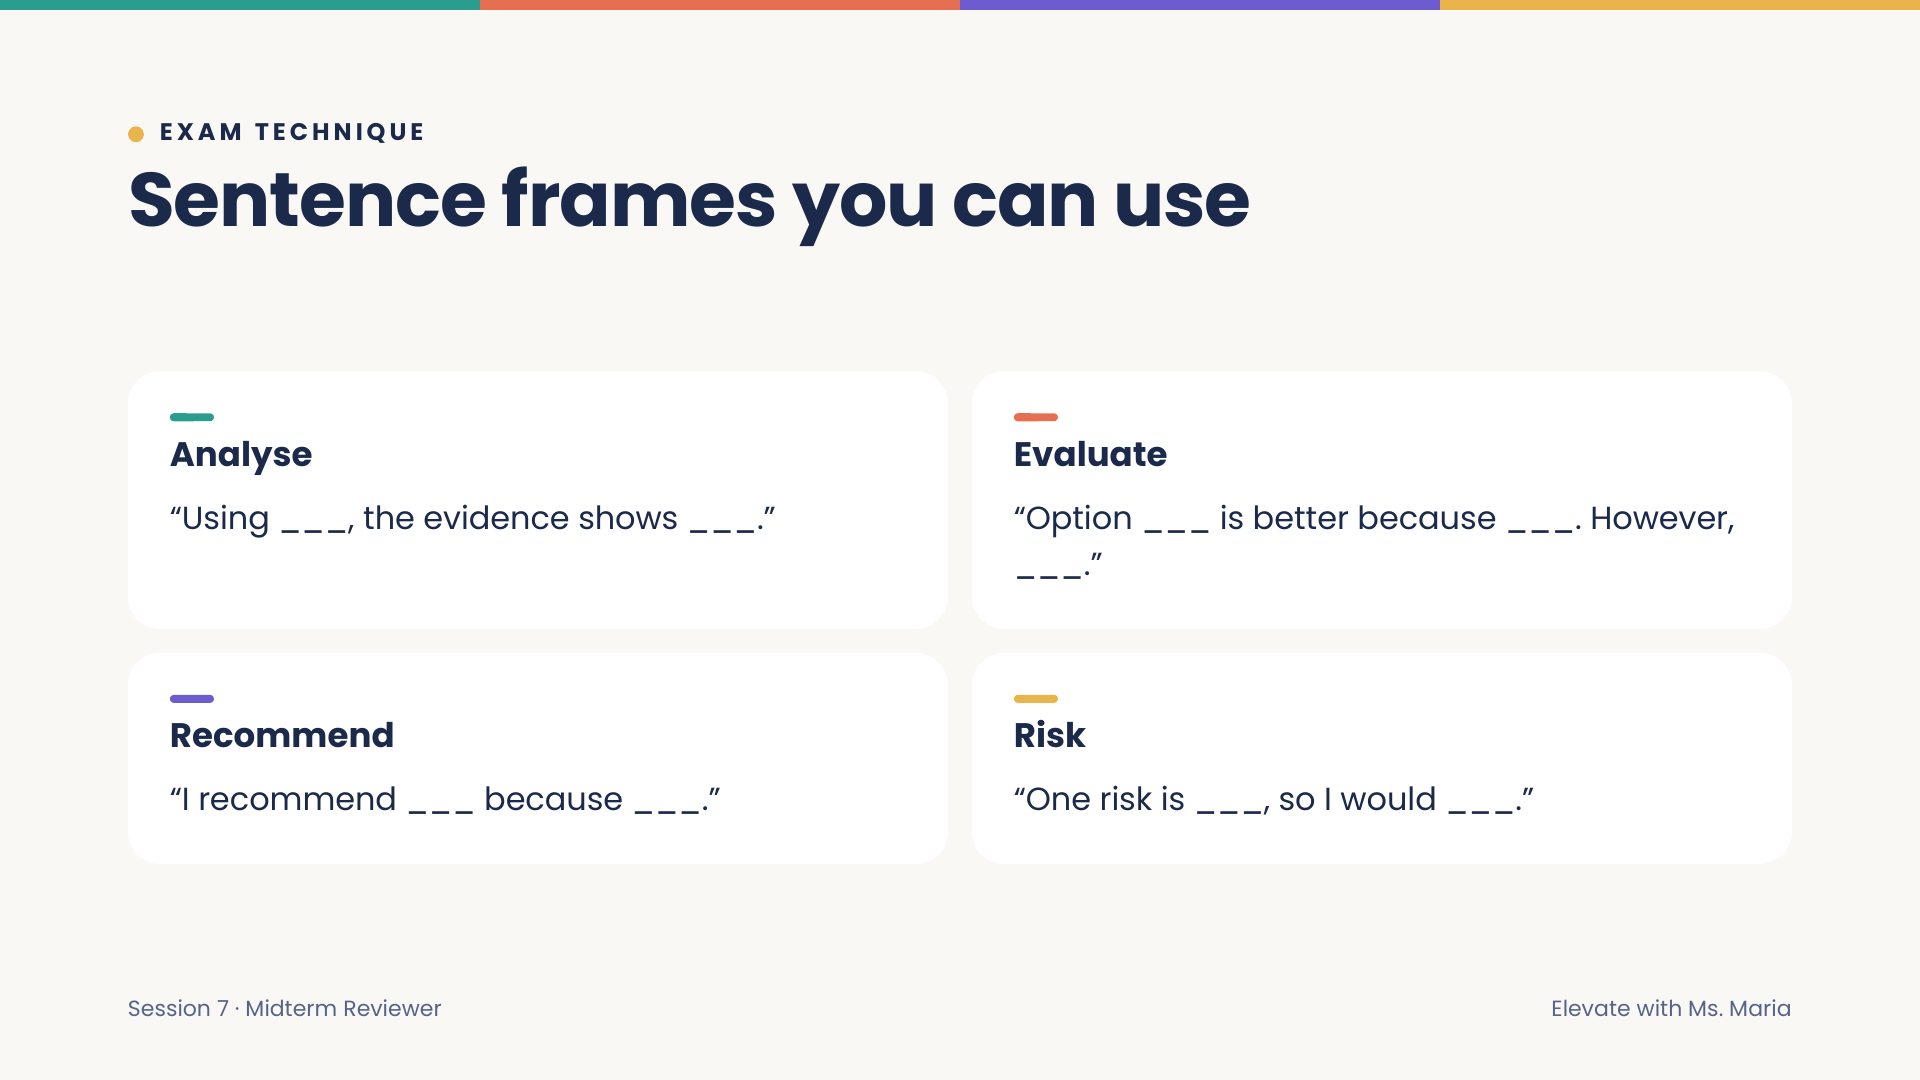 EXAM TECHNIQUE
Sentence frames you can use
Analyse
“Using ___, the evidence shows ___.”
Evaluate
“Option ___ is better because ___. However,
___.”
Recommend
“I recommend ___ because ___.”
Risk
“One risk is ___, so I would ___.”
Session 7 · Midterm Reviewer
Elevate with Ms. Maria